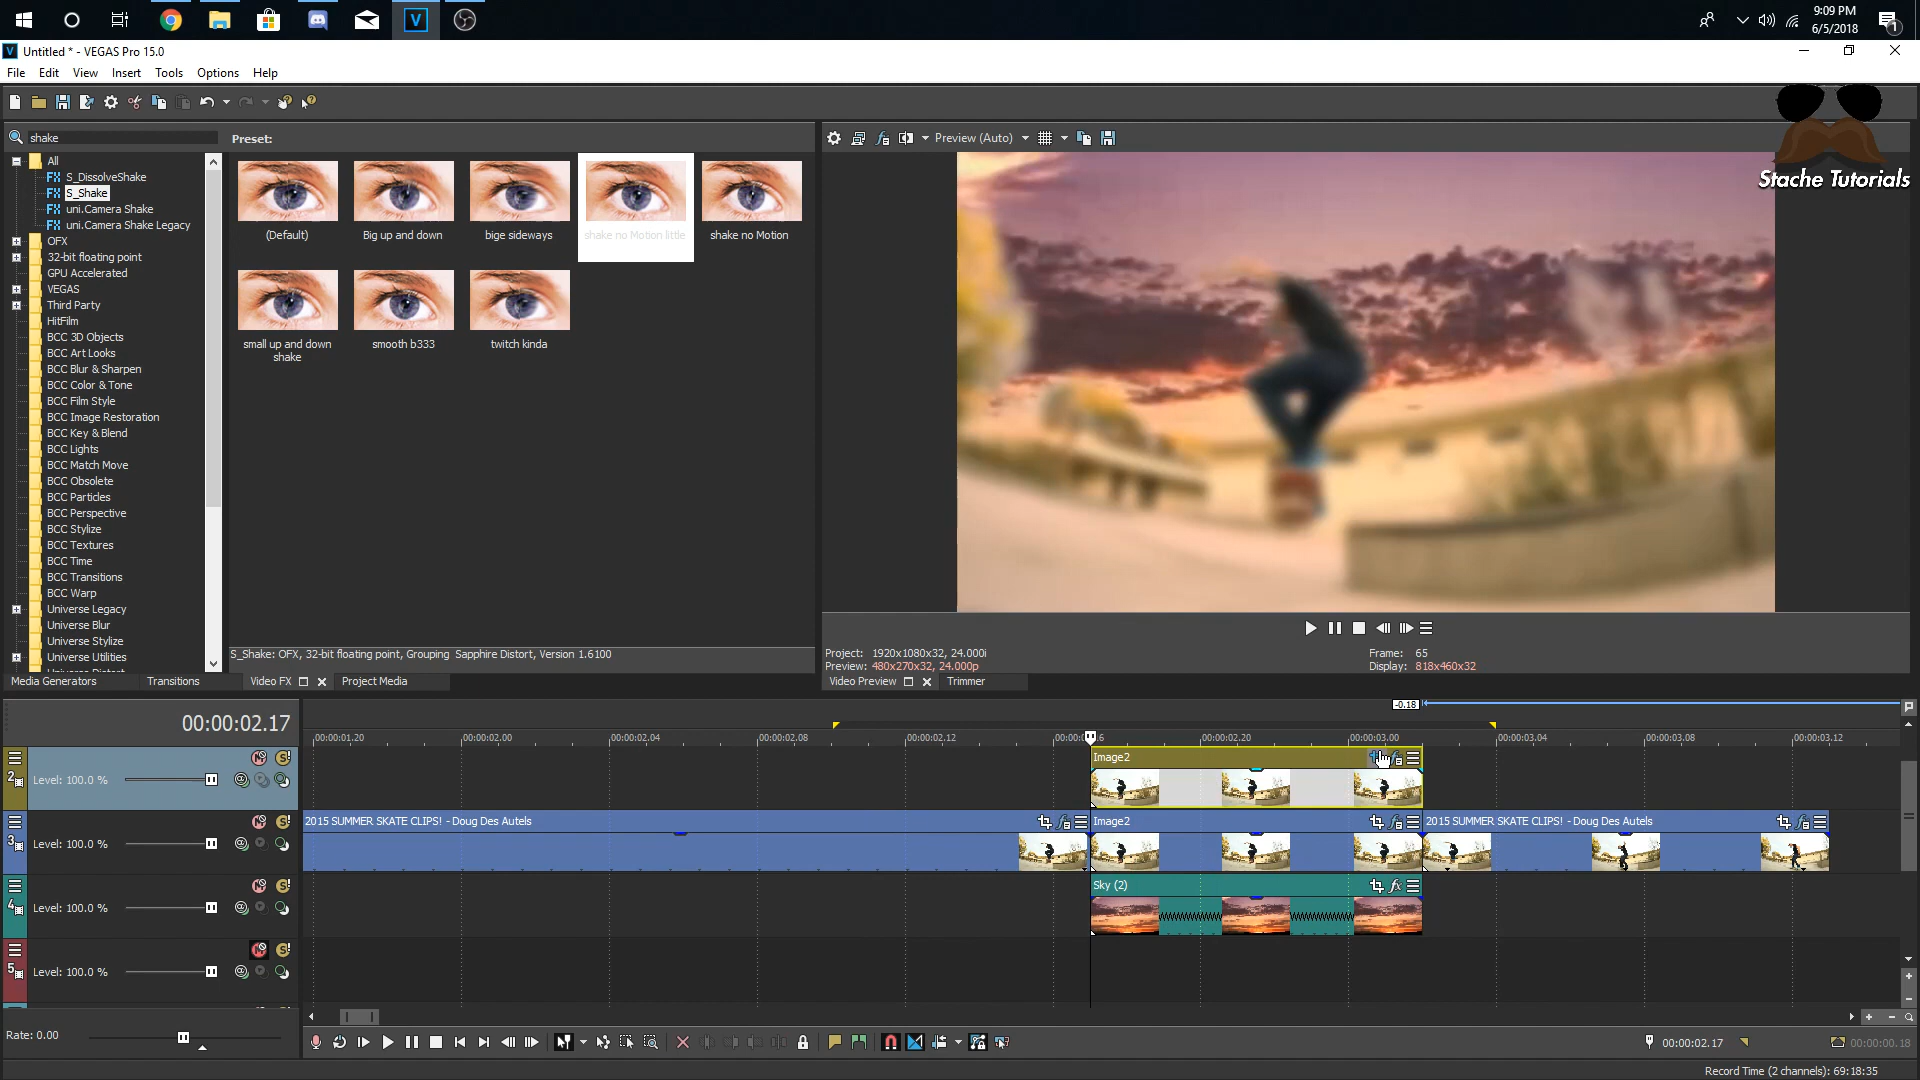 9:09 PM
6/5/2018
1
Untitled * - VEGAS Pro 15.0
File Edit View Insert Tools Options Help
shake
Preset:
Preview (Auto)
Stache Tutorials
All
S_DissolveShake
S_Shake
uni.Camera Shake
uni.Camera Shake Legacy
OFX
32-bit floating point
GPU Accelerated
VEGAS
Third Party
HitFilm
BCC 3D Objects
BCC Art Looks
BCC Blur & Sharpen
BCC Color & Tone
BCC Film Style
BCC Image Restoration
BCC Key & Blend
BCC Lights
BCC Match Move
BCC Obsolete
BCC Particles
BCC Perspective
BCC Stylize
BCC Textures
BCC Time
BCC Transitions
BCC Warp
Universe Legacy
Universe Blur
Universe Stylize
Universe Utilities
(Default)
Big up and down
bige sideways
shake no Motion little
shake no Motion
small up and down shake
smooth b333
twitch kinda
S_Shake: OFX, 32-bit floating point, Grouping Sapphire Distort, Version 1.6100
Project: 1920x1080x32, 24.000i
Preview: 480x270x32, 24.000p
Frame: 65
Display: 818x460x32
Media Generators Transitions Video FX Project Media
Video Preview Trimmer
00:00:02.17
-0.18
00:00:01.20 00:00:02.00 00:00:02.04 00:00:02.08 00:00:02.12 00:00:02.20 00:00:03.00 00:00:03.04 00:00:03.08 00:00:03.12
2 Level: 100.0 %
Image2
3 Level: 100.0 %
2015 SUMMER SKATE CLIPS! - Doug Des Autels
Image2
2015 SUMMER SKATE CLIPS! - Doug Des Autels
4 Level: 100.0 %
Sky (2)
5 Level: 100.0 %
Rate: 0.00
00:00:02.17
00:00:00.18
Record Time (2 channels): 69:18:35